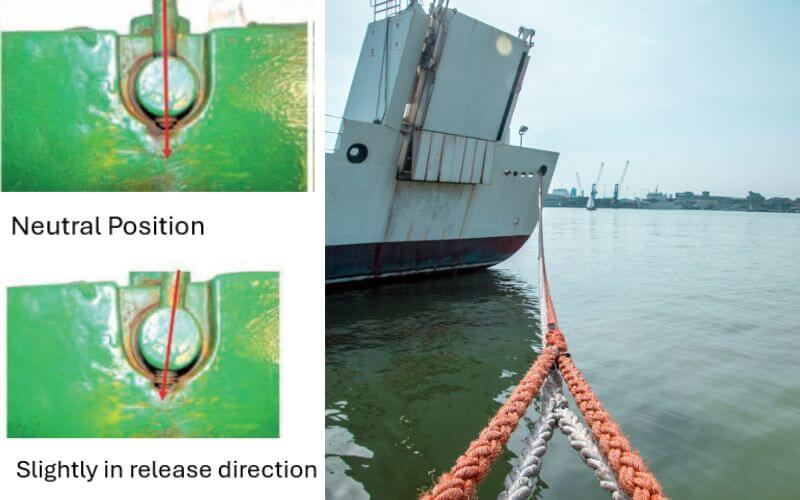 Neutral Position
Slightly in release direction